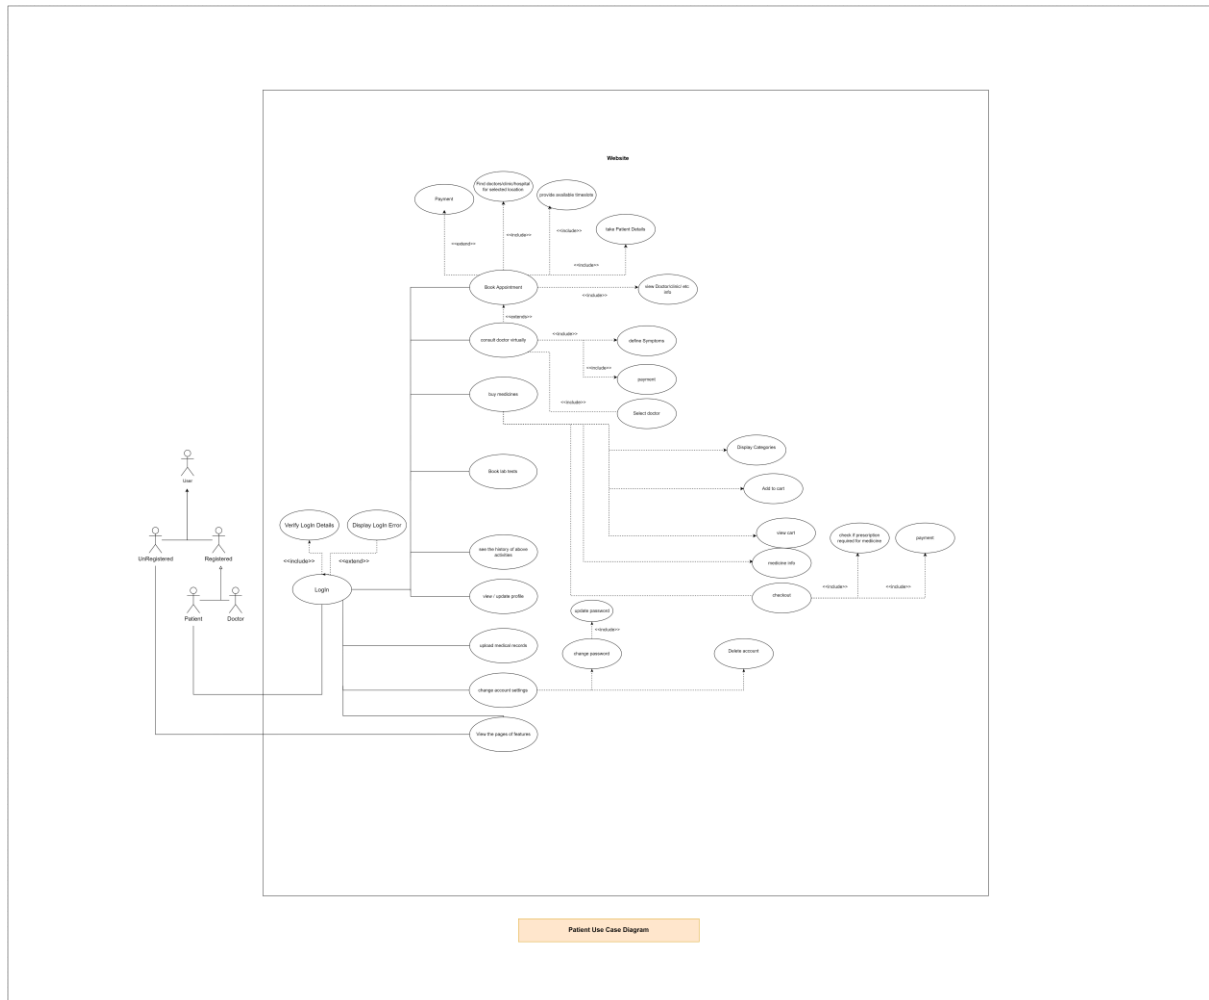 Website
Payment
Find doctors/clinic/hospital
for selected location
provide available timeslots
take Patient Details
<<extend>>
<<include>>
<<include>>
<<include>>
Book Appointment
<<include>>
view Doctor/clinic/ etc
info
<<extends>>
consult doctor virtually
<<include>>
define Symptoms
<<include>>
payment
buy medicines
<<include>>
Select doctor
Display Categories
Book lab tests
Add to cart
User
Verify LogIn Details
Display LogIn Error
view cart
check if prescription
required for medicine
payment
UnRegistered
Registered
<<include>>
<<extend>>
see the history of above
activities
medicine info
LogIn
view / update profile
checkout
<<include>>
<<include>>
Patient
Doctor
update password
<<include>>
upload medical records
change password
Delete account
change account settings
View the pages of features
Patient Use Case Diagram